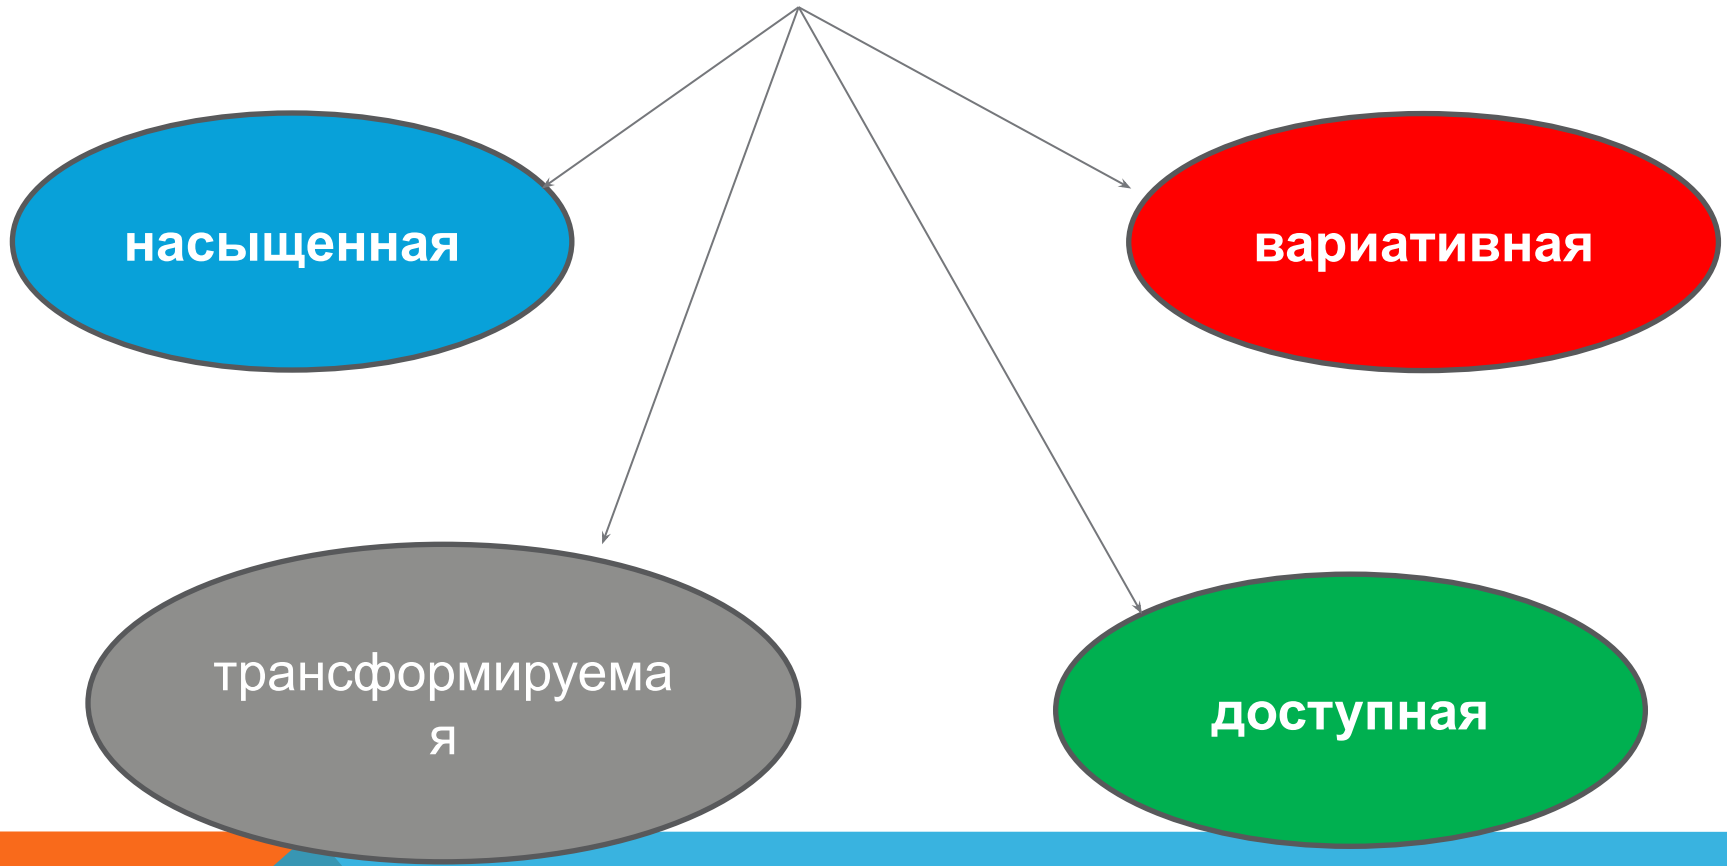 насыщенная
вариативная
трансформируема
я
доступная